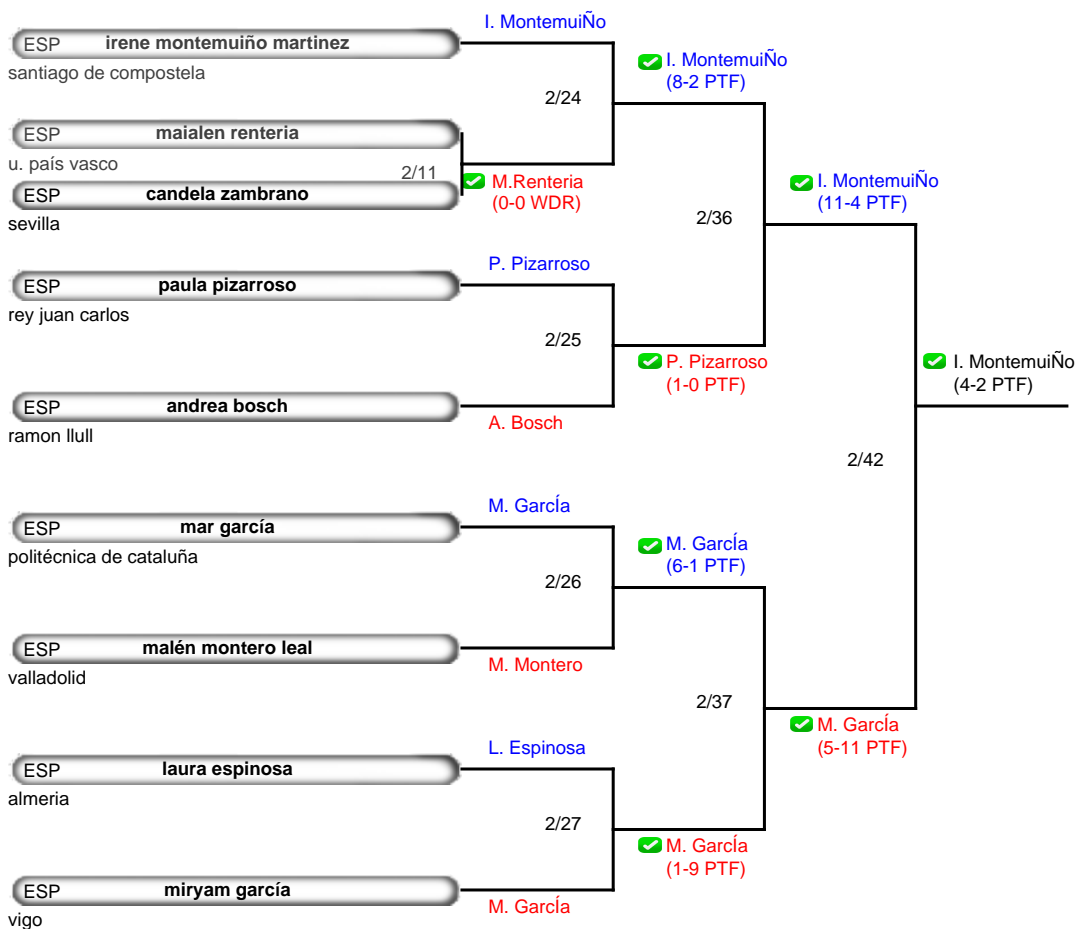 I. MontemuiÑo
ESP irene montemuiño martinez
santiago de compostela
I. MontemuiÑo
(8-2 PTF)
2/24
ESP maialen renteria
u. país vasco
2/11
M.Renteria
(0-0 WDR)
ESP candela zambrano
sevilla
I. MontemuiÑo
(11-4 PTF)
2/36
P. Pizarroso
ESP paula pizarroso
rey juan carlos
2/25
P. Pizarroso
(1-0 PTF)
I. MontemuiÑo
(4-2 PTF)
ESP andrea bosch
A. Bosch
ramon llull
2/42
M. GarcÍa
ESP mar garcía
politécnica de cataluña
M. GarcÍa
(6-1 PTF)
2/26
ESP malén montero leal
M. Montero
valladolid
2/37
M. GarcÍa
(5-11 PTF)
L. Espinosa
ESP laura espinosa
almeria
2/27
M. GarcÍa
(1-9 PTF)
ESP miryam garcía
M. GarcÍa
vigo